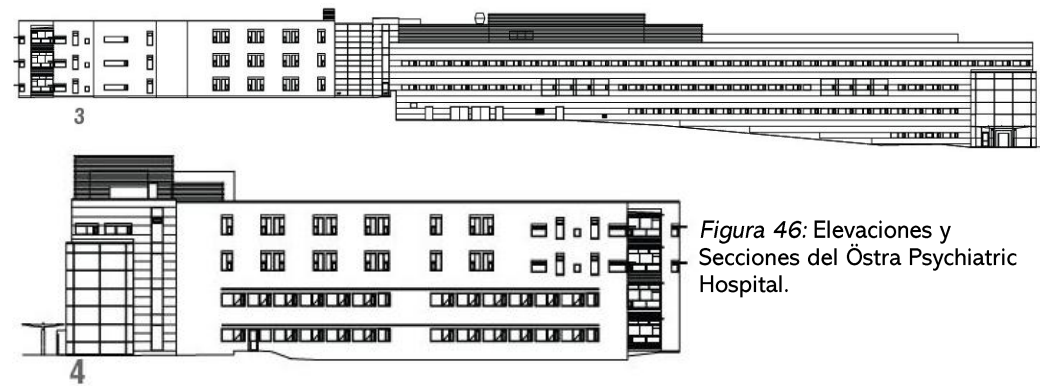 3
Figura 46: Elevaciones y
Secciones del Östra Psychiatric
Hospital.
4